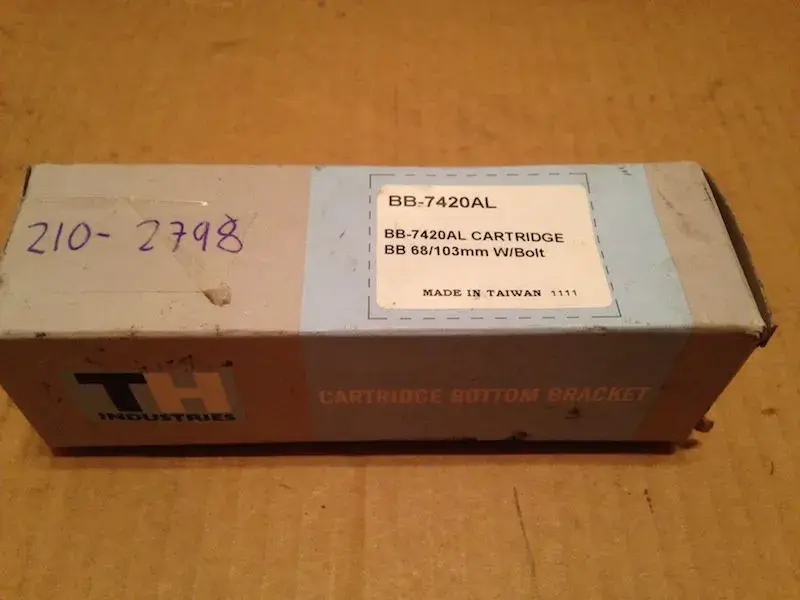 210-2798
BB-7420AL
BB-7420AL CARTRIDGE
BB 68/103mm W/Bolt
MADE IN TAIWAN 1111
TH
INDUSTRIES
CARTRIDGE BOTTOM BRACKET